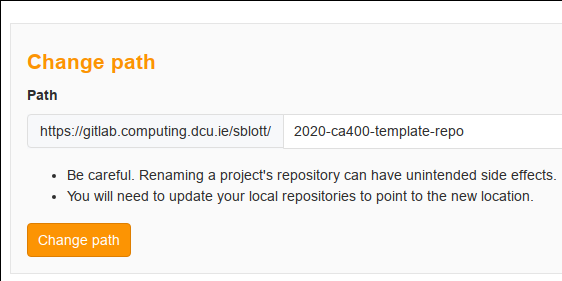 Change path
Path
https://gitlab.computing.dcu.ie/sblott/ 2020-ca400-template-repo
Be careful. Renaming a project's repository can have unintended side effects.
You will need to update your local repositories to point to the new location.
Change path